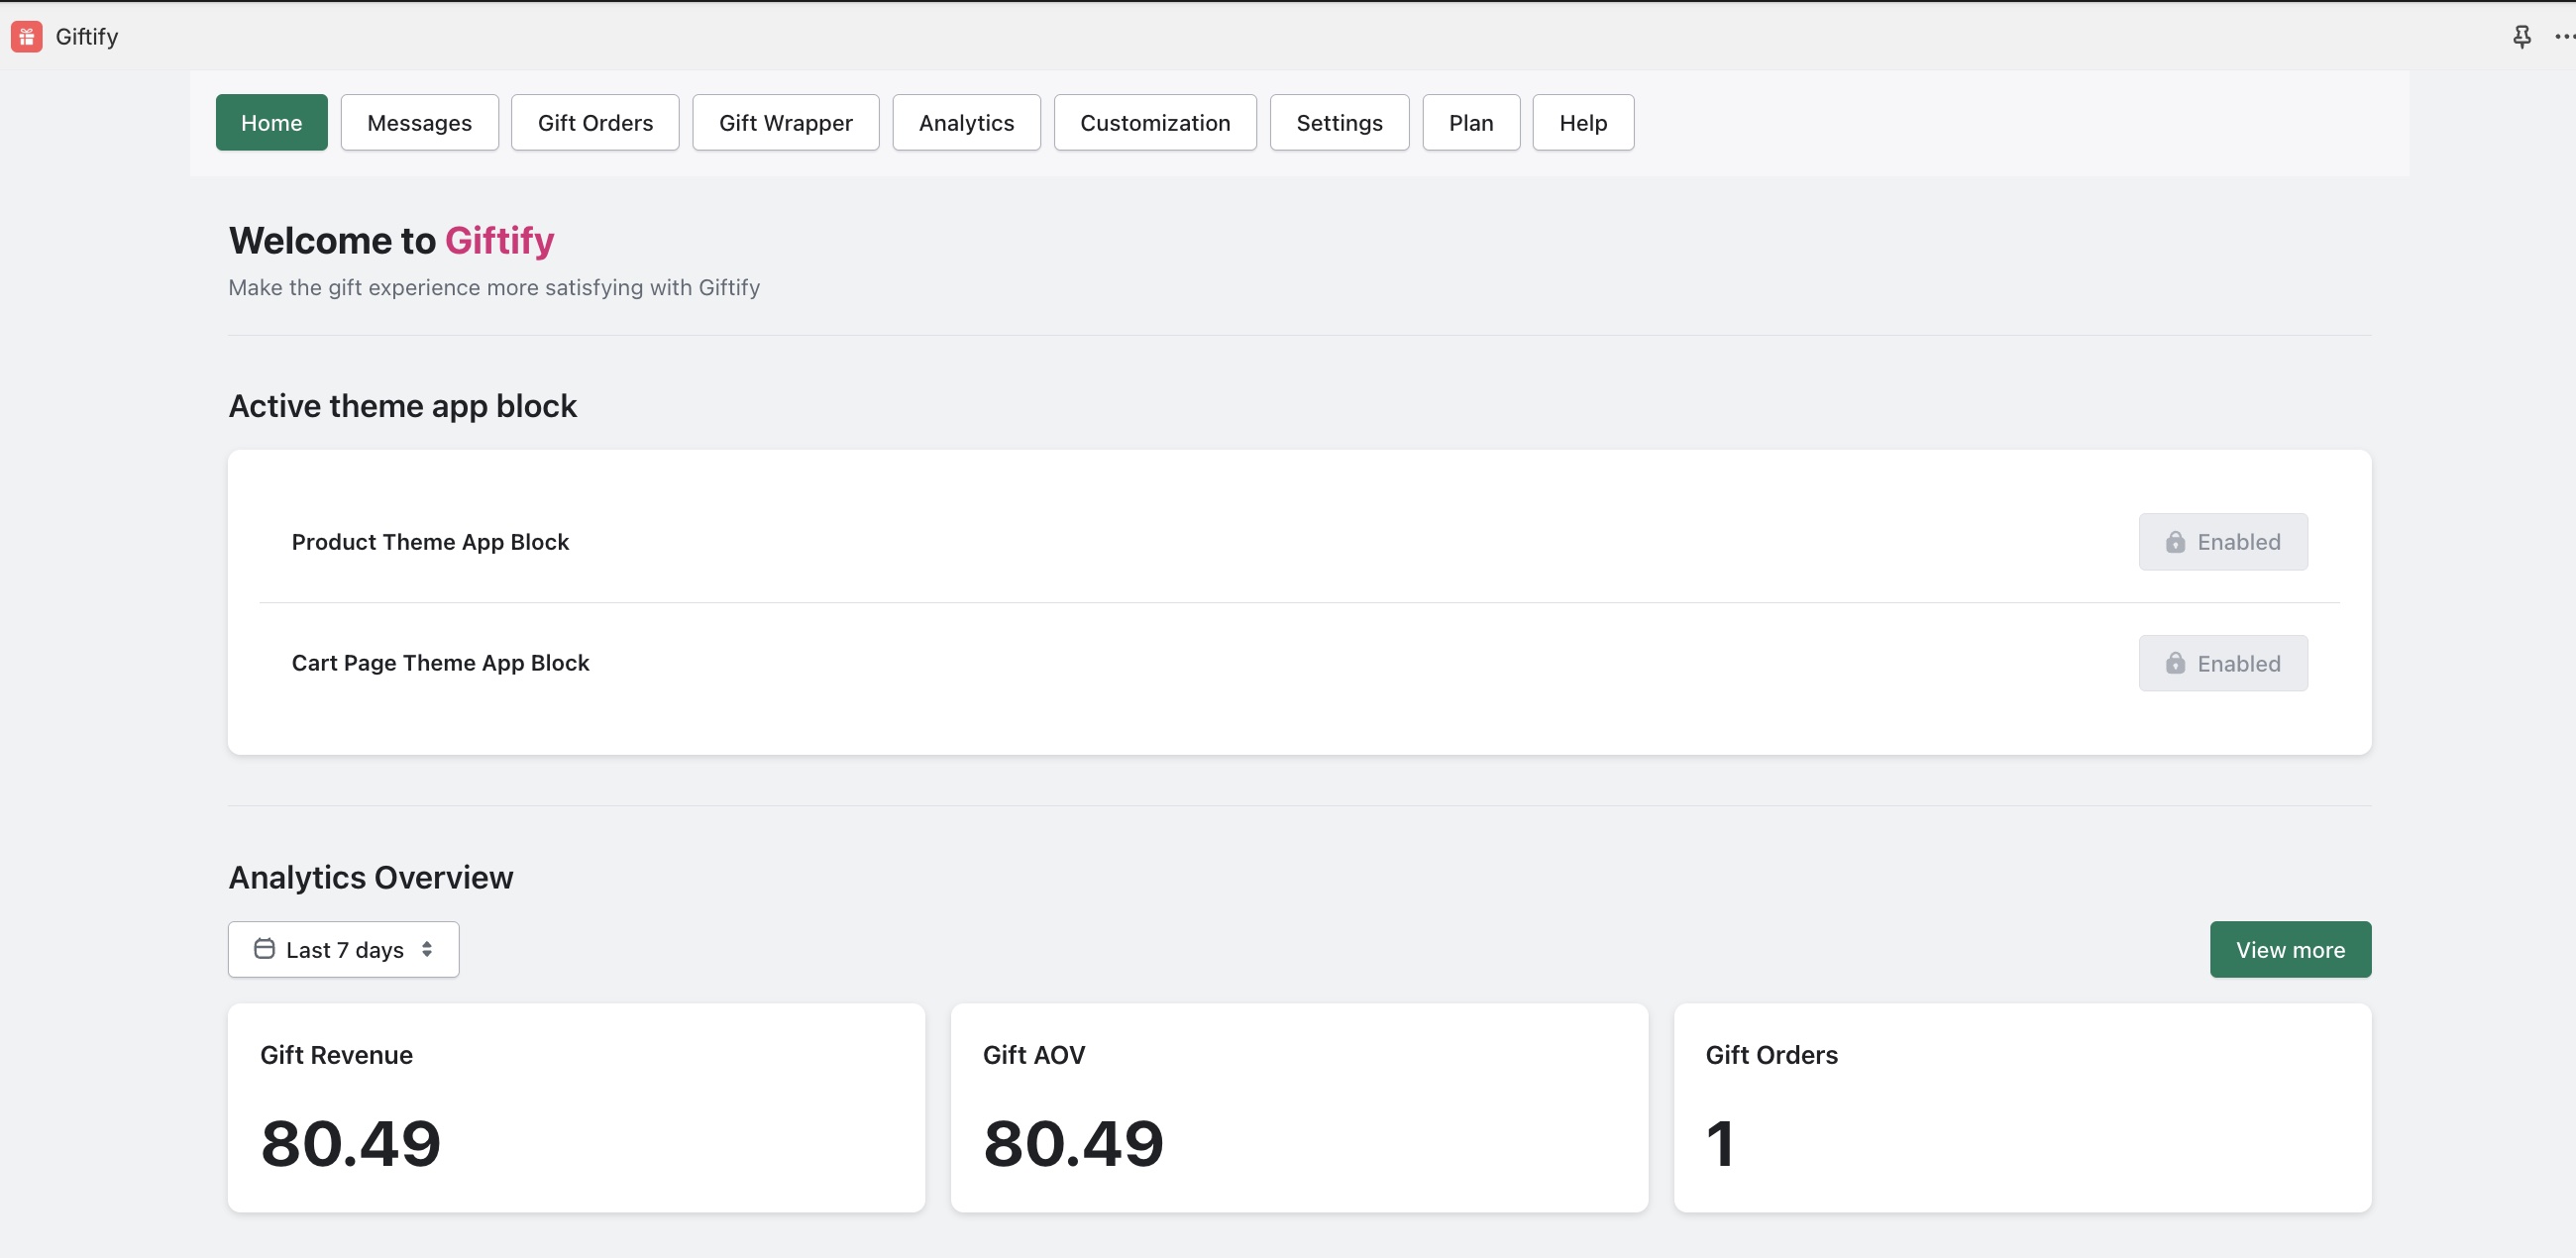 Giftify
Home Messages Gift Orders Gift Wrapper Analytics Customization Settings Plan Help
Welcome to Giftify
Make the gift experience more satisfying with Giftify
Active theme app block
Product Theme App Block Enabled
Cart Page Theme App Block Enabled
Analytics Overview
Last 7 days View more
Gift Revenue Gift AOV Gift Orders
80.49 80.49 1